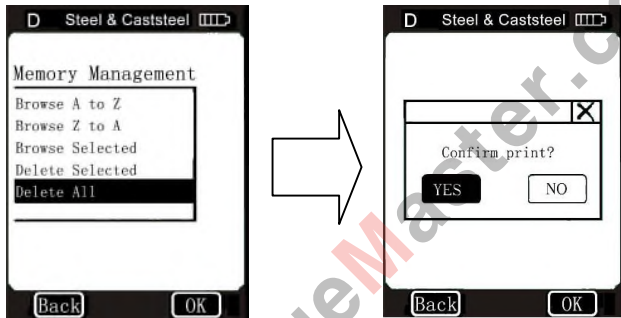 D Steel & Caststeel
Memory Management
Browse A to Z
Browse Z to A
Browse Selected
Delete Selected
Delete All
Back OK
D Steel & Caststeel
X
Confirm print?
YES NO
Back OK